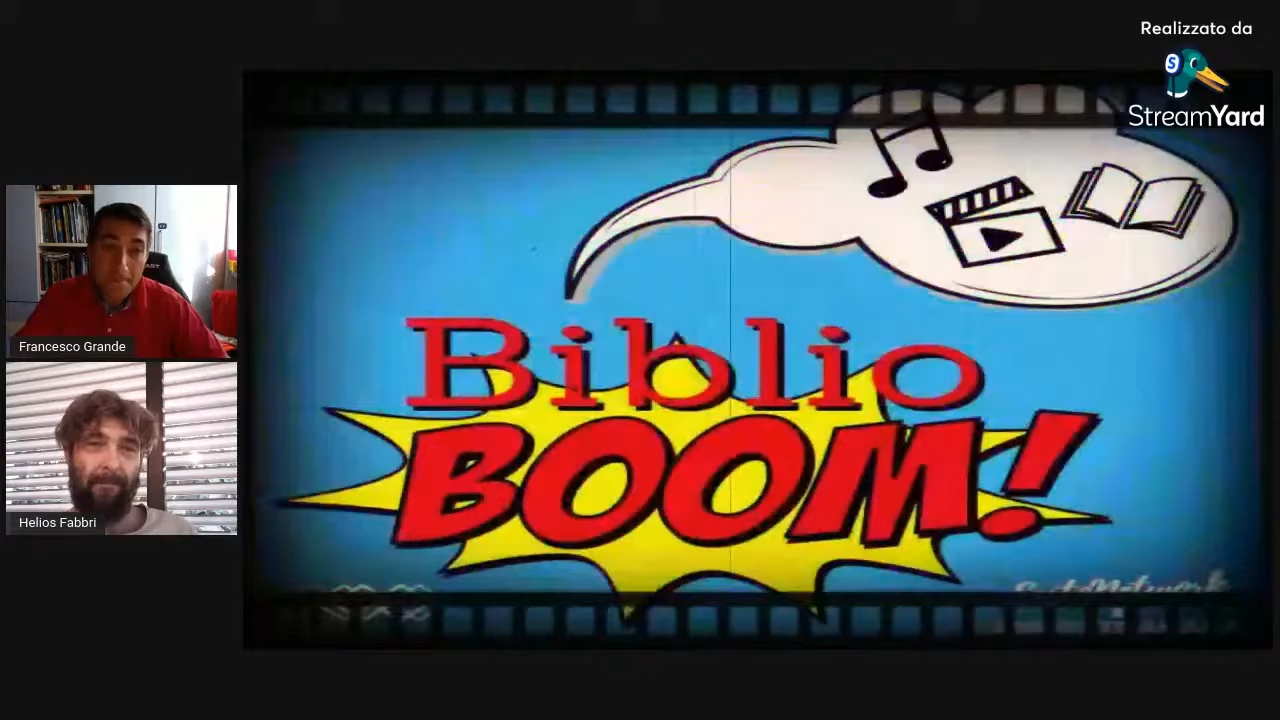 Realizzato da
StreamYard
Biblio
BOOM!
Francesco Grande
Helios Fabbri